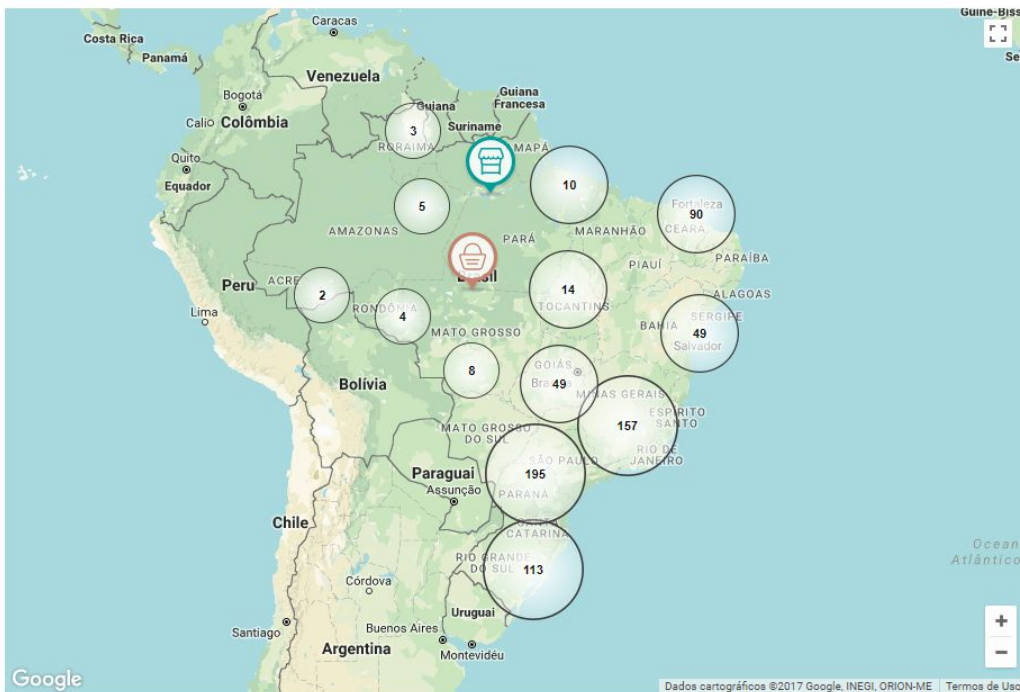 Guiné-Biss
Caracas
Costa Rica
Panamá
Venezuela
Bogotá
Guiana
Guiana
Francesa
Cali
Colômbia
Suriname
3
RORAIMA
AMAPÁ
Quito
Equador
10
5
Fortaleza
90
CEARÁ
AMAZONAS
PARÁ
MARANHÃO
PIAUÍ
PARAÍBA
Brasil
ACRE
Peru
2
14
ALAGOAS
Lima
RONDÔNIA
4
TOCANTINS
SERGIPE
BAHIA
49
MATO GROSSO
Salvador
GOIÁS
8
Bolívia
49
MINAS GERAIS
ESPÍRITO
SANTO
157
MATO GROSSO
DO SUL
RIO DE
JANEIRO
SÃO PAULO
Paraguai
195
Assunção
PARANÁ
Chile
SANTA
CATARINA
RIO GRANDE
DO SUL
113
Ocean
Atlântico
Córdova
Uruguai
Santiago
Buenos Aires
Argentina
Montevidéu
+
−
Google
Dados cartográficos ©2017 Google, INEGI, ORION-ME
Termos de Uso